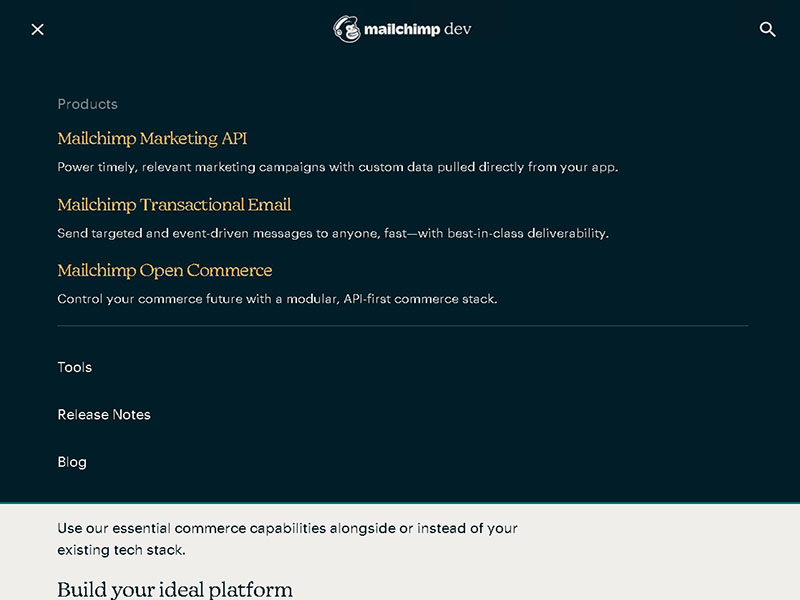 mailchimp dev
Products
Mailchimp Marketing API
Power timely, relevant marketing campaigns with custom data pulled directly from your app.
Mailchimp Transactional Email
Send targeted and event-driven messages to anyone, fast—with best-in-class deliverability.
Mailchimp Open Commerce
Control your commerce future with a modular, API-first commerce stack.
Tools
Release Notes
Blog
Use our essential commerce capabilities alongside or instead of your
existing tech stack.
Build your ideal platform